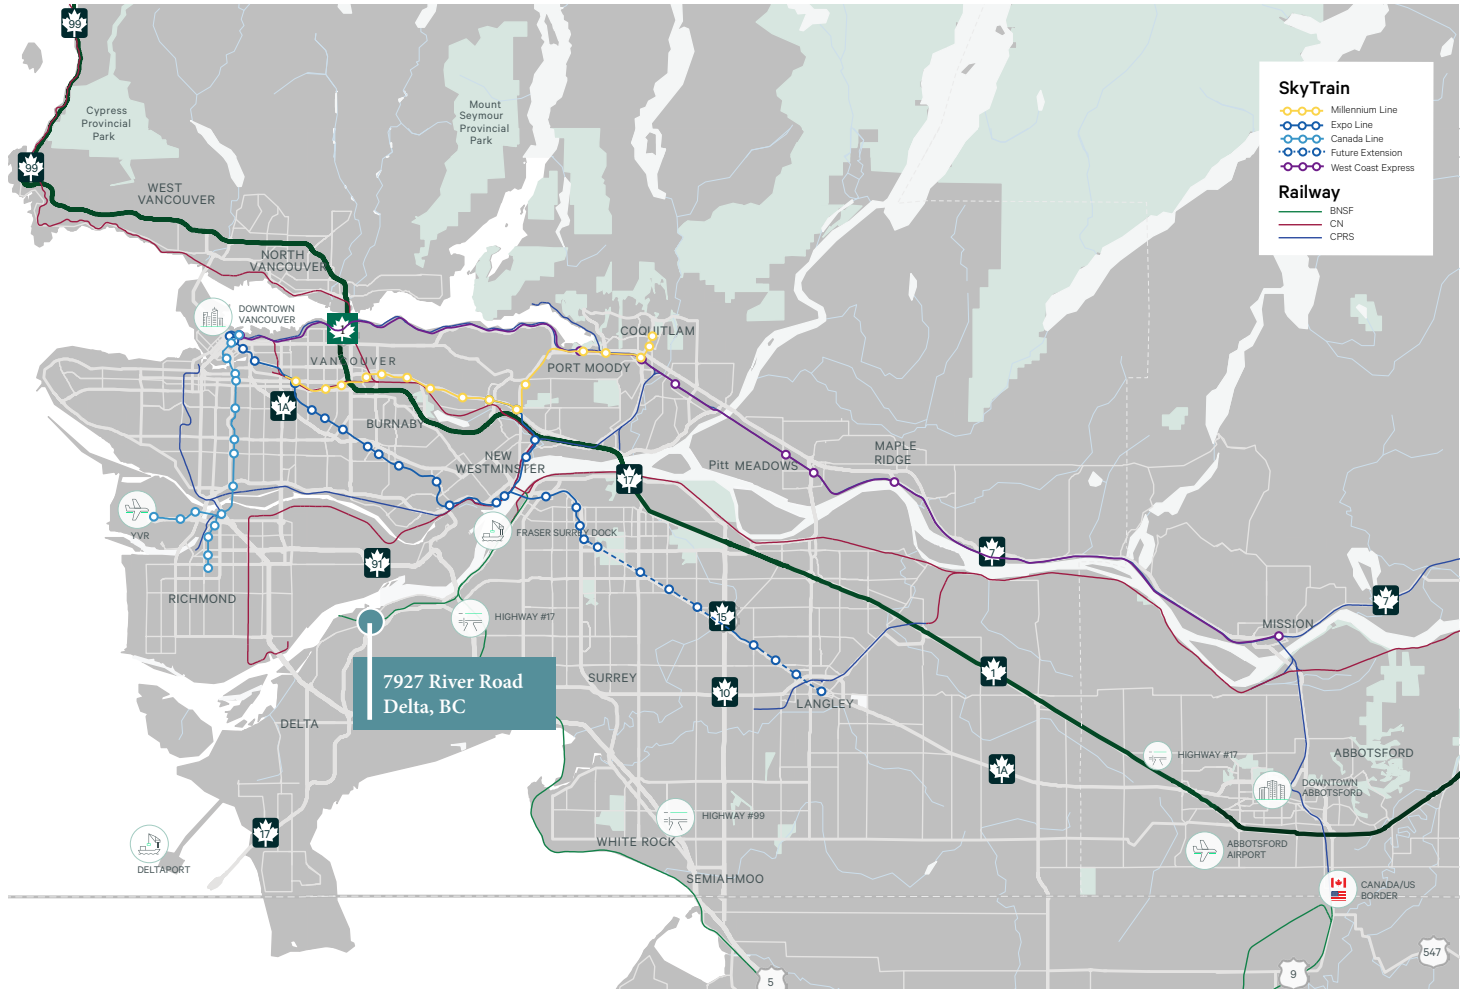 99
Cypress
Provincial
Park
Mount
Seymour
Provincial
Park
SkyTrain
Millennium Line
Expo Line
Canada Line
Future Extension
West Coast Express
Railway
BNSF
CN
CPRS
99
WEST
VANCOUVER
NORTH
VANCOUVER
DOWNTOWN
VANCOUVER
1
COQUITLAM
VANCOUVER
PORT MOODY
1A
BURNABY
NEW
WESTMINSTER
Pitt MEADOWS
MAPLE
RIDGE
17
YVR
FRASER SURREY DOCK
91
7
RICHMOND
HIGHWAY #17
15
7
MISSION
7927 River Road
Delta, BC
SURREY
10
1
LANGLEY
DELTA
HIGHWAY #17
ABBOTSFORD
1A
DOWNTOWN
ABBOTSFORD
HIGHWAY #99
17
WHITE ROCK
ABBOTSFORD
AIRPORT
DELTAPORT
SEMIAHMOO
CANADA/US
BORDER
547
9
5